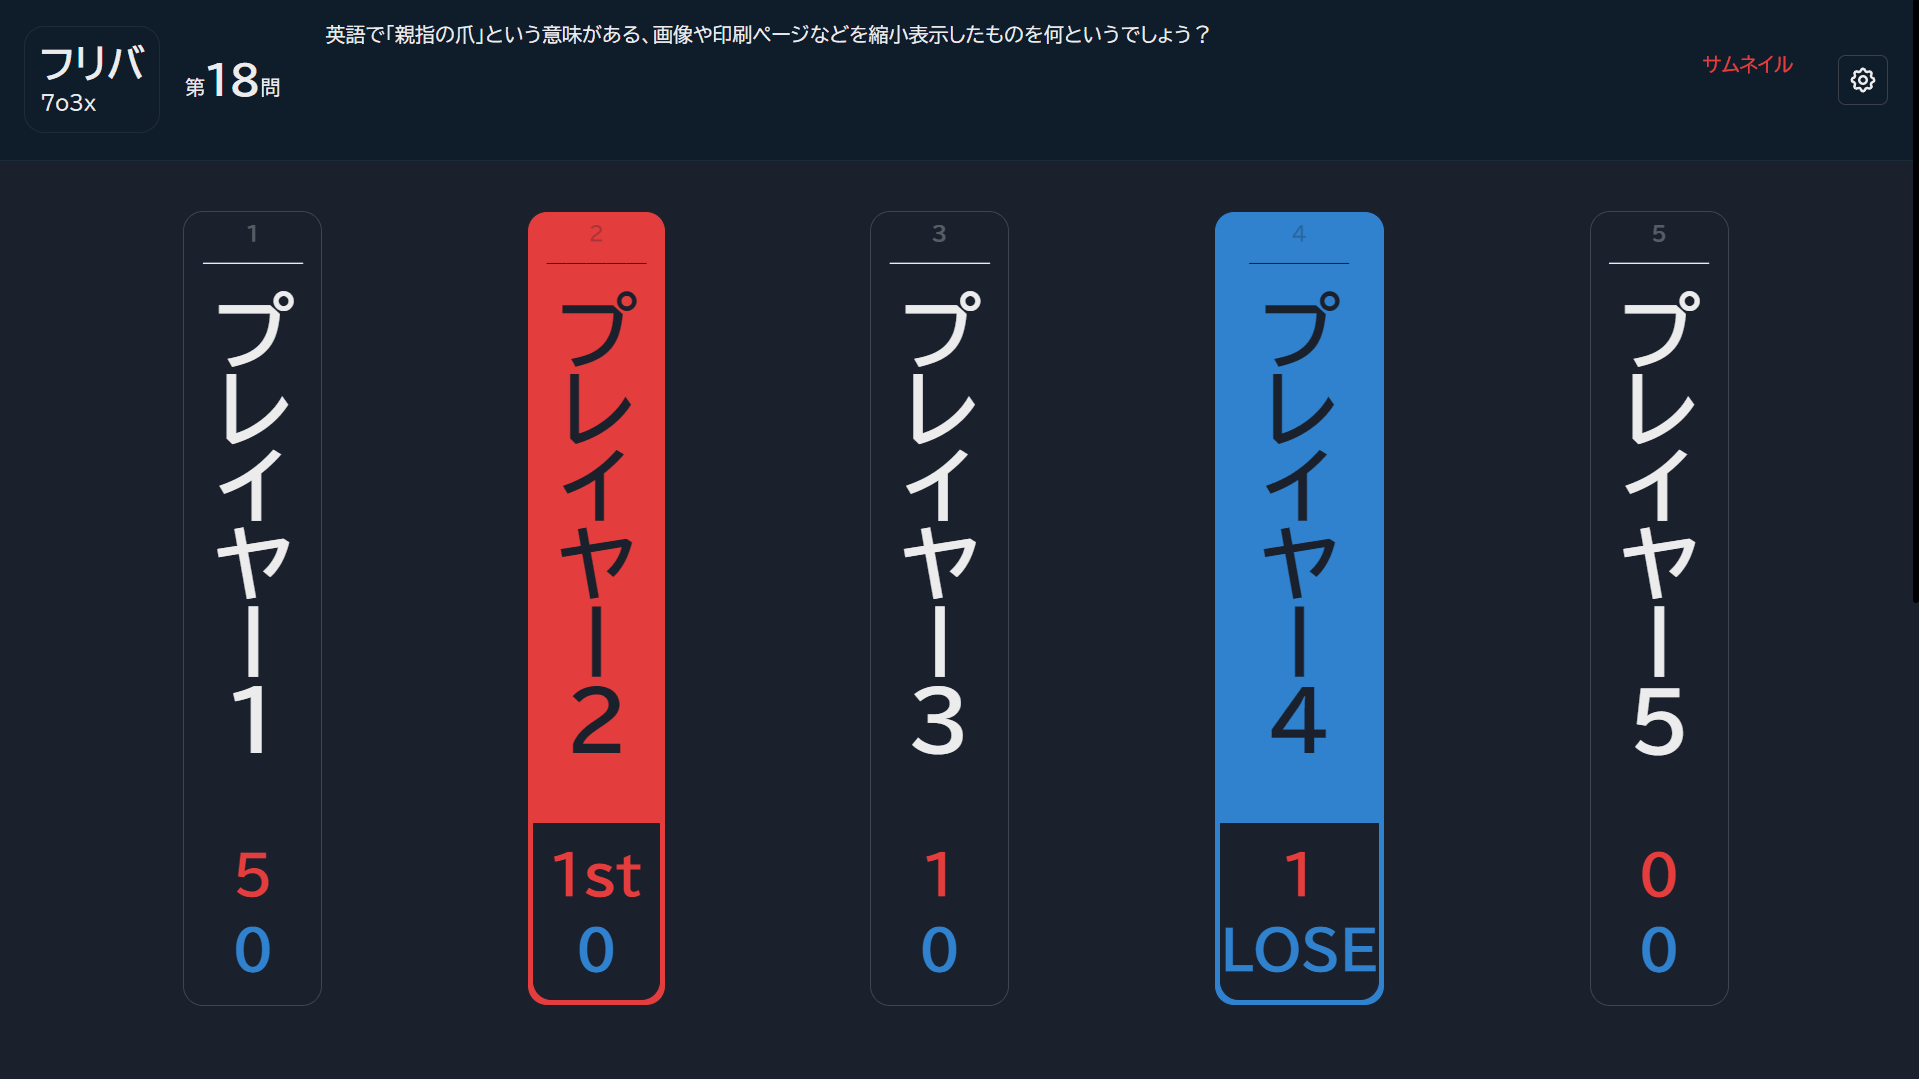 フリバ
7o3x
第18問
英語で「親指の爪」という意味がある、画像や印刷ページなどを縮小表示したものを何というでしょう？
サムネイル
1
プレイヤー1
5
0
2
プレイヤー2
1st
0
3
プレイヤー3
1
0
4
プレイヤー4
1
LOSE
5
プレイヤー5
0
0